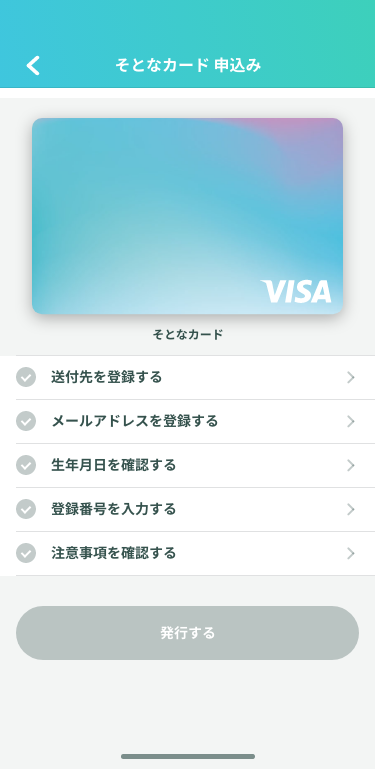 そとなカード 申込み
VISA
そとなカード
送付先を登録する
メールアドレスを登録する
生年月日を確認する
登録番号を入力する
注意事項を確認する
発行する